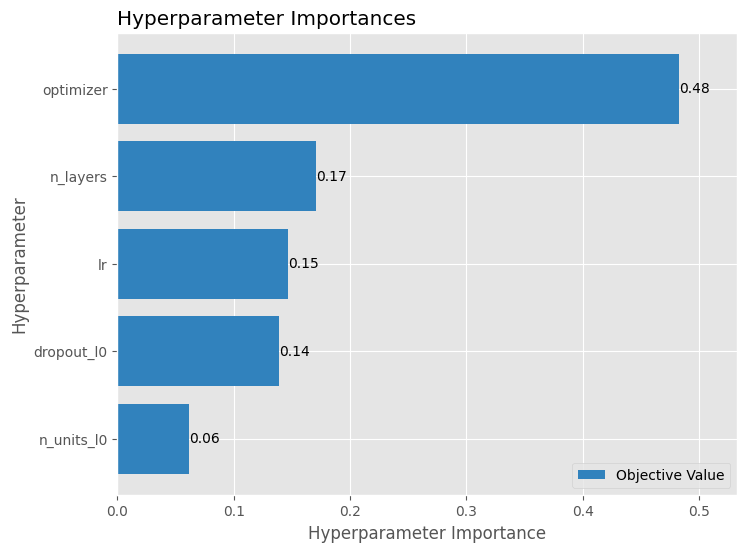 Hyperparameter Importances
optimizer
0.48
n_layers
0.17
lr
0.15
dropout_l0
0.14
n_units_l0
0.06
Hyperparameter
Objective Value
0.0 0.1 0.2 0.3 0.4 0.5
Hyperparameter Importance